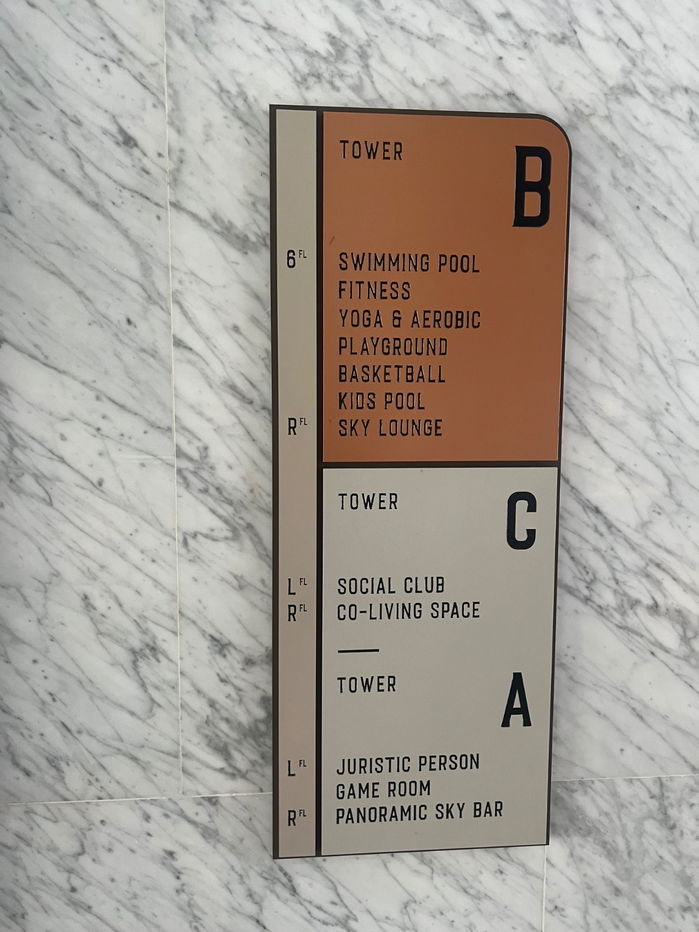 TOWER B
6FL SWIMMING POOL
FITNESS
YOGA & AEROBIC
PLAYGROUND
BASKETBALL
KIDS POOL
RFL SKY LOUNGE
TOWER C
LFL SOCIAL CLUB
RFL CO-LIVING SPACE
TOWER A
LFL JURISTIC PERSON
GAME ROOM
RFL PANORAMIC SKY BAR